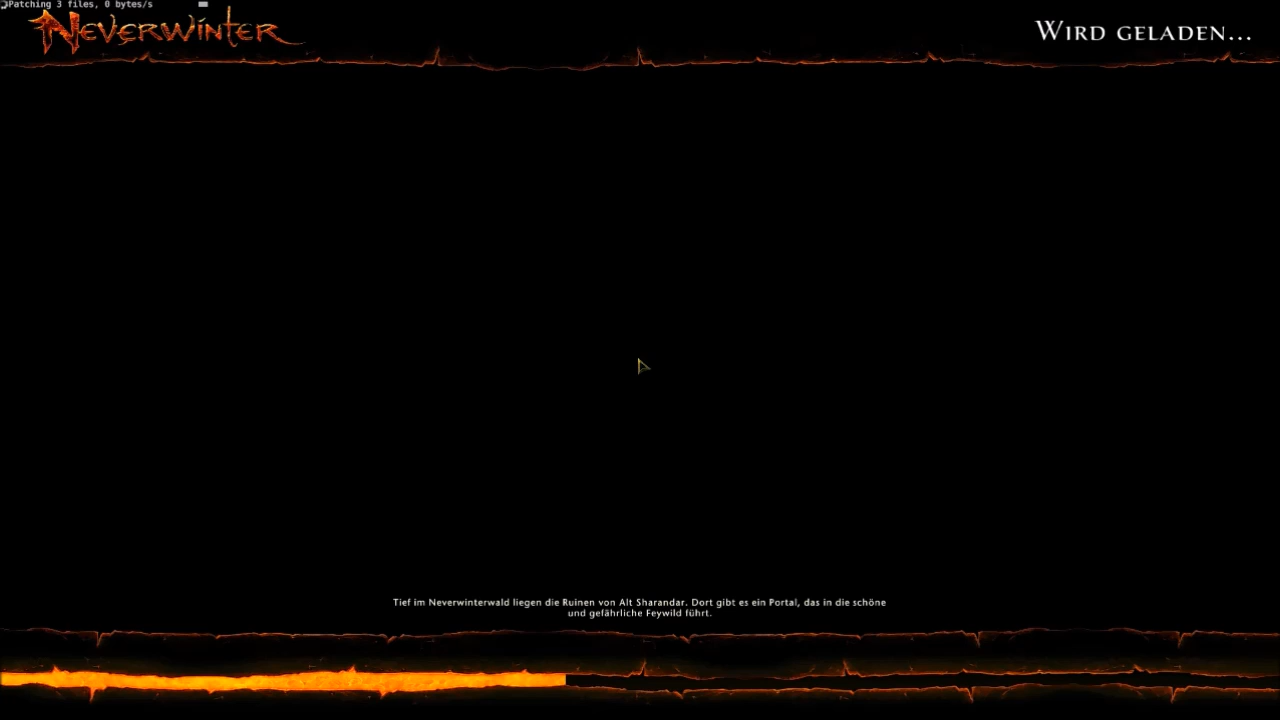 Patching 3 files, 0 bytes/s
Neverwinter
Wird geladen...
Tief im Neverwinterwald liegen die Ruinen von Alt Sharandar. Dort gibt es ein Portal, das in die schöne
und gefährliche Feywild führt.